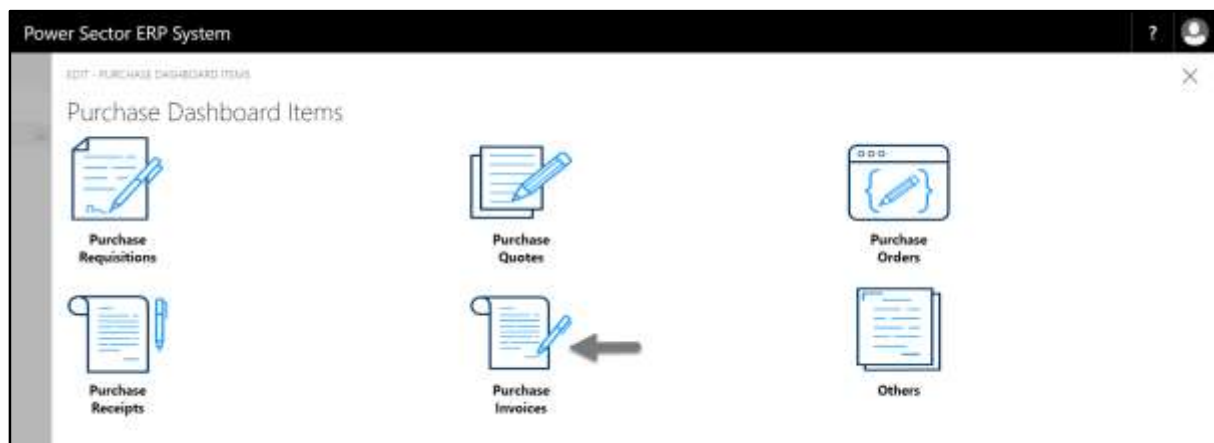 Power Sector ERP System
?
EDIT - PURCHASE DASHBOARD ITEMS
Purchase Dashboard Items
Purchase
Requisitions
Purchase
Quotes
Purchase
Orders
Purchase
Receipts
Purchase
Invoices
Others